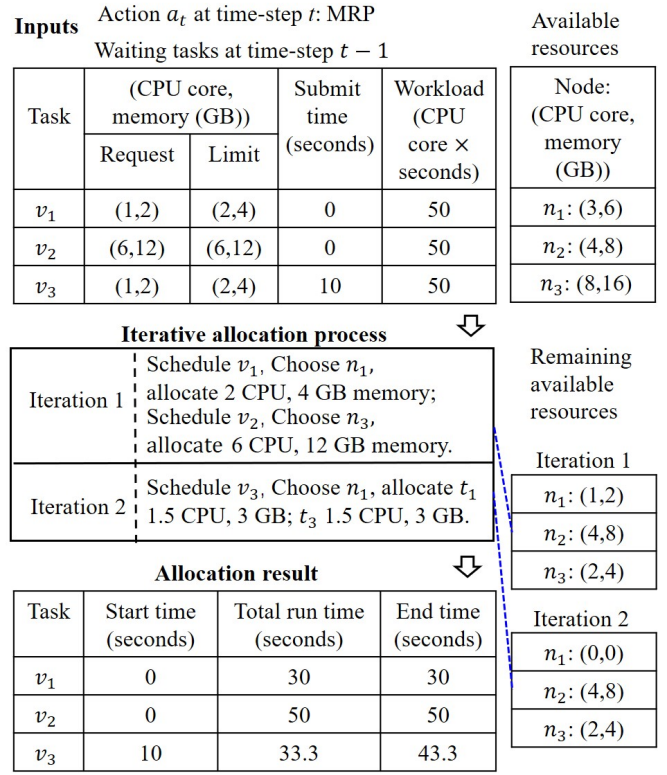 Inputs
Action a_t at time-step t: MRP
Waiting tasks at time-step t − 1
Task
(CPU core,
memory (GB))
Request
Limit
Submit
time
(seconds)
Workload
(CPU
core ×
seconds)
v_1 (1,2) (2,4) 0 50
v_2 (6,12) (6,12) 0 50
v_3 (1,2) (2,4) 10 50
Available
resources
Node:
(CPU core,
memory
(GB))
n_1: (3,6)
n_2: (4,8)
n_3: (8,16)
Iterative allocation process
Iteration 1
Schedule v_1, Choose n_1,
allocate 2 CPU, 4 GB memory;
Schedule v_2, Choose n_3,
allocate 6 CPU, 12 GB memory.
Iteration 2
Schedule v_3, Choose n_1, allocate t_1
1.5 CPU, 3 GB; t_3 1.5 CPU, 3 GB.
Remaining
available
resources
Iteration 1
n_1: (1,2)
n_2: (4,8)
n_3: (2,4)
Iteration 2
n_1: (0,0)
n_2: (4,8)
n_3: (2,4)
Allocation result
Task
Start time
(seconds)
Total run time
(seconds)
End time
(seconds)
v_1 0 30 30
v_2 0 50 50
v_3 10 33.3 43.3